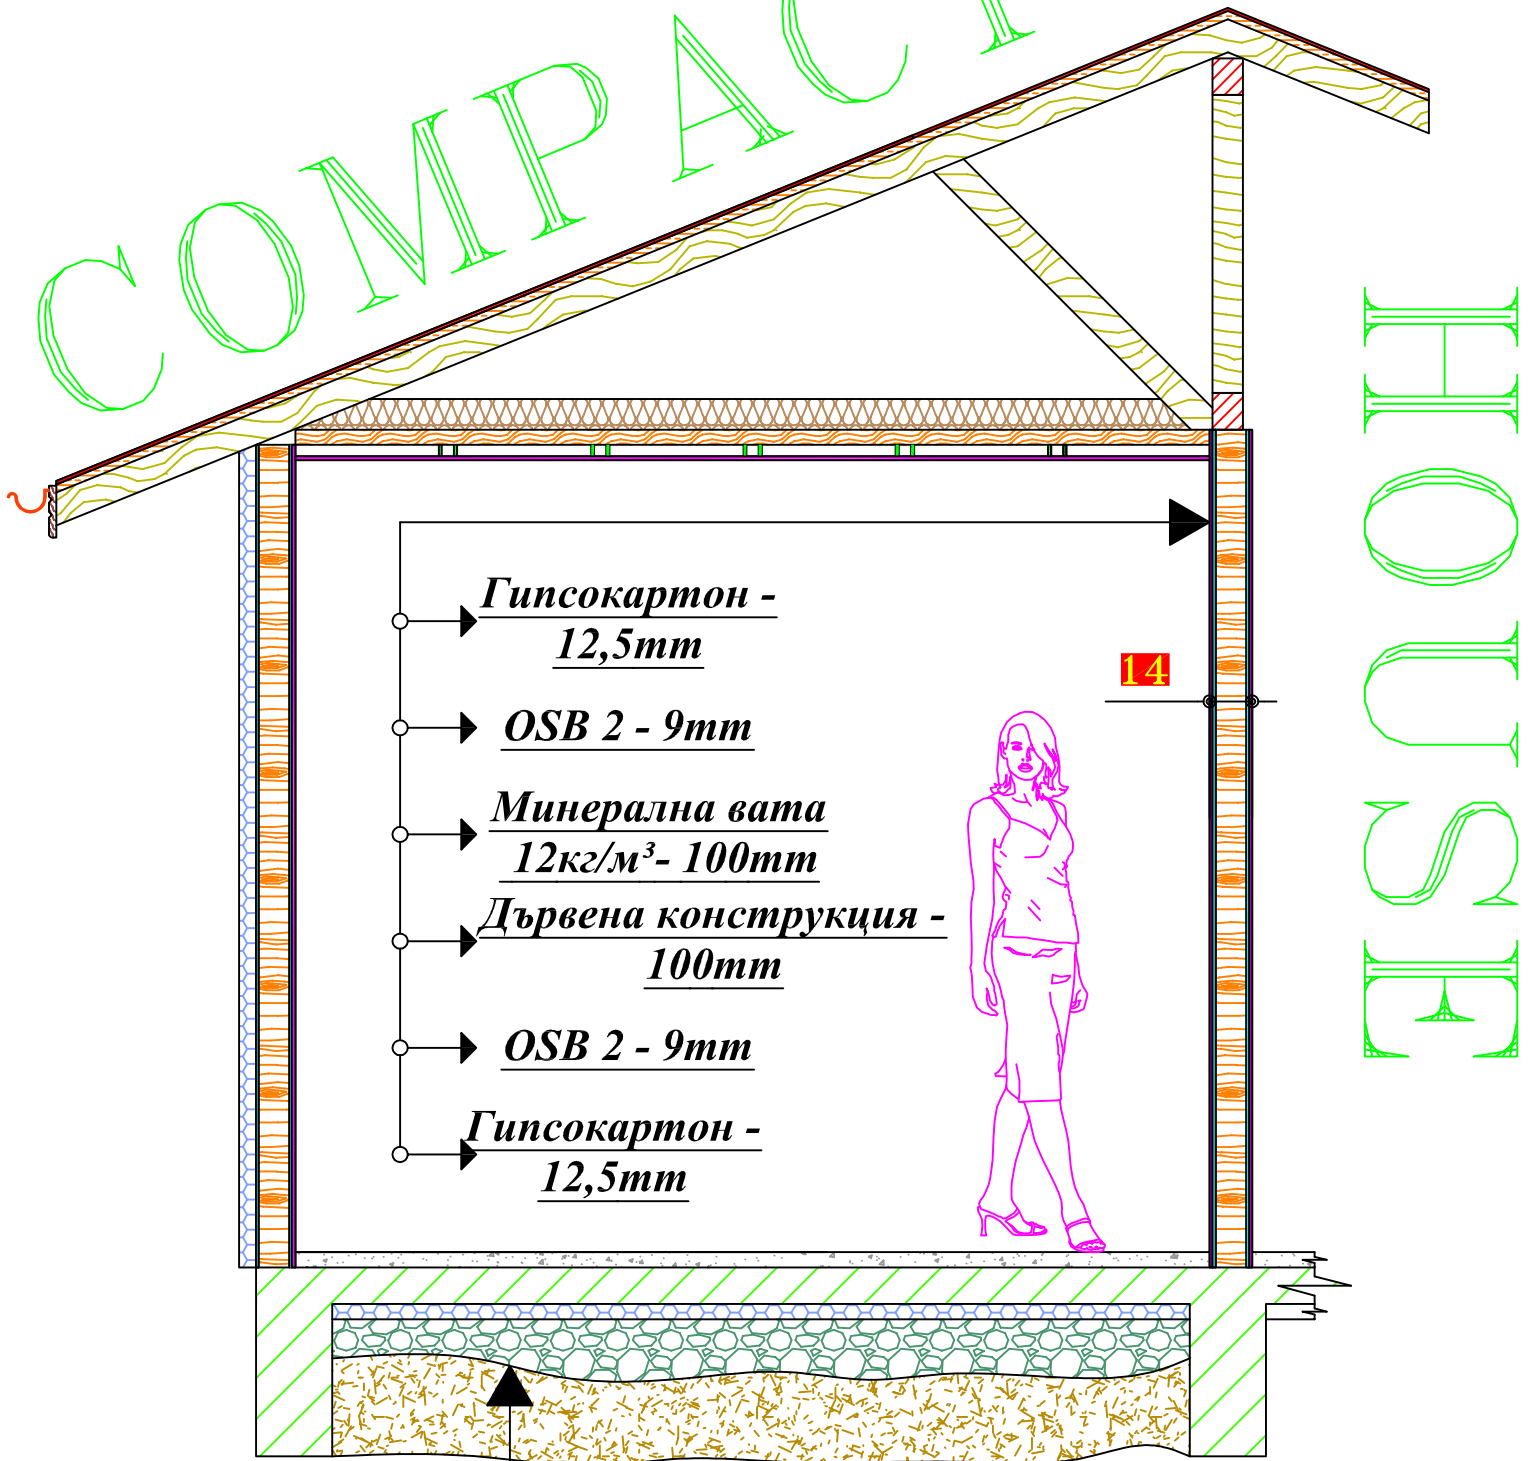 COMPACT
HOUSE
Гипсокартон -
12,5mm
OSB 2 - 9mm
14
Минерална вата
12кг/м³- 100mm
Дървена конструкция -
100mm
OSB 2 - 9mm
Гипсокартон -
12,5mm